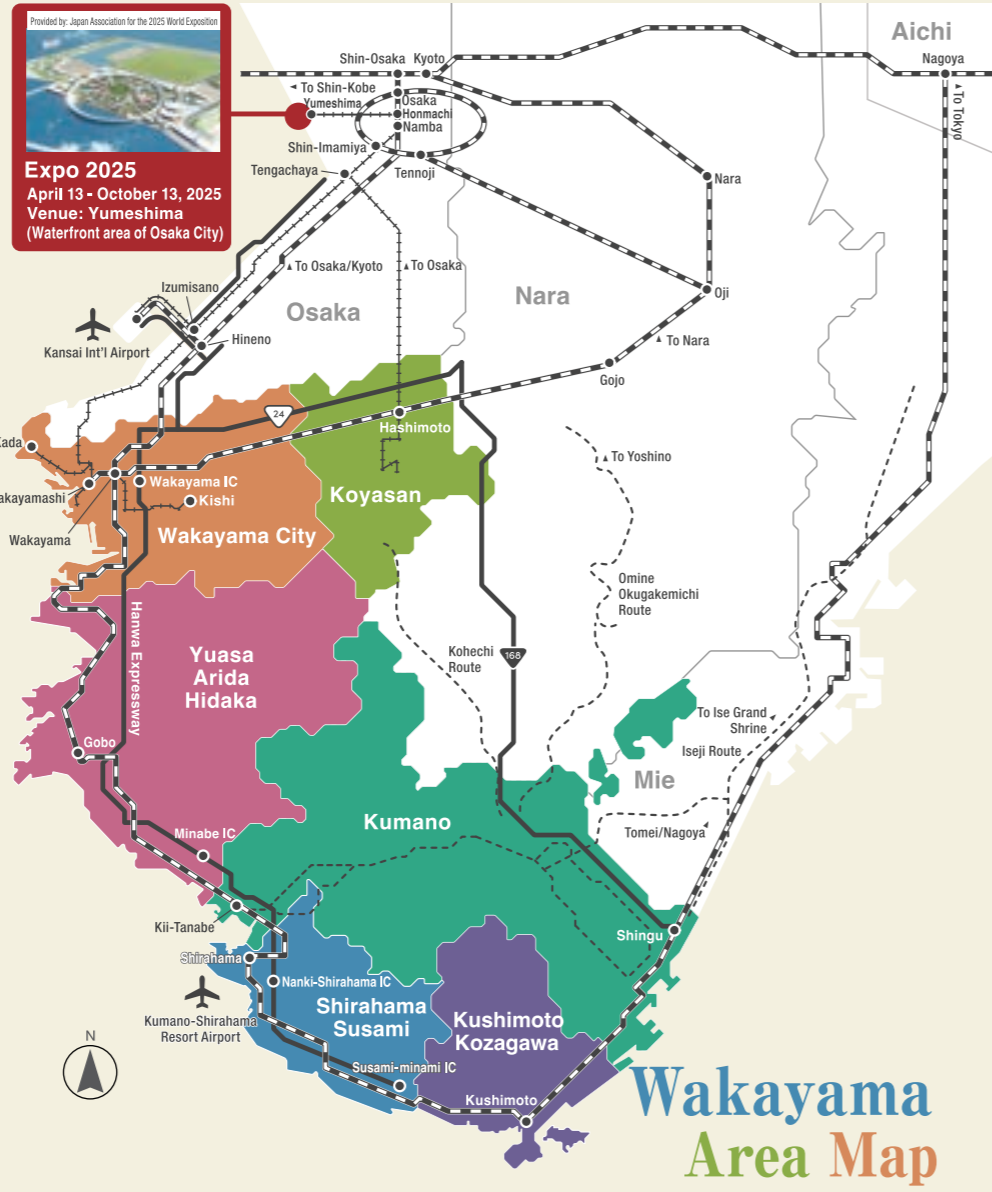 Provided by: Japan Association for the 2025 World Exposition
Expo 2025
April 13 - October 13, 2025
Venue: Yumeshima
(Waterfront area of Osaka City)
Aichi
Shin-Osaka
Kyoto
Nagoya
To Shin-Kobe
To Tokyo
Yumeshima
Osaka
Honmachi
Namba
Shin-Imamiya
Tengachaya
Tennoji
Nara
To Osaka/Kyoto
To Osaka
Izumisano
Osaka
Nara
Oji
Kansai Int'l Airport
Hineno
To Nara
Gojo
24
Hashimoto
Kada
To Yoshino
akayamashi
Wakayama IC
Kishi
Koyasan
Wakayama
Wakayama City
Omine
Okugakemichi
Route
Hanwa Expressway
Yuasa
Arida
Hidaka
Kohechi
Route
168
To Ise Grand
Shrine
Iseji Route
Gobo
Mie
Kumano
Tomei/Nagoya
Minabe IC
Kii-Tanabe
Shingu
Shirahama
Nanki-Shirahama IC
Kumano-Shirahama
Resort Airport
Shirahama
Susami
Kushimoto
Kozagawa
N
Susami-minami IC
Kushimoto
Wakayama
Area Map